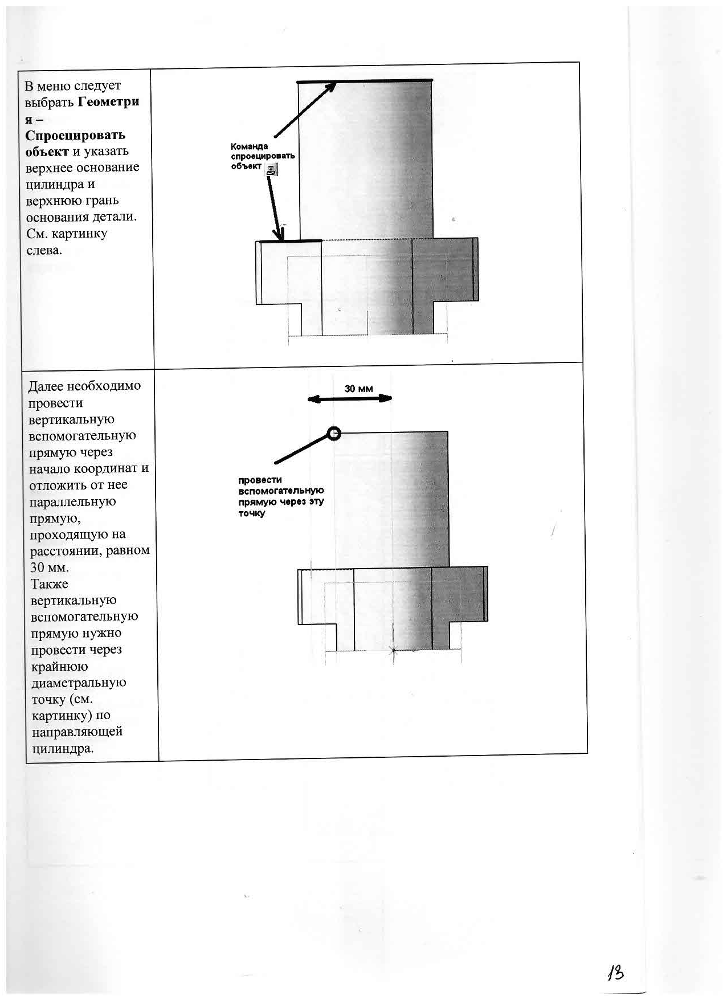 В меню следует
выбрать Геометри
я –
Спроецировать
объект и указать
верхнее основание
цилиндра и
верхнюю грань
основания детали.
См. картинку
слева.
Команда
спроецировать
объект
Далее необходимо
провести
вертикальную
вспомогательную
прямую через
начало координат и
отложить от нее
параллельную
прямую,
проходящую на
расстоянии, равном
30 мм.
Также
вертикальную
вспомогательную
прямую нужно
провести через
крайнюю
диаметральную
точку (см.
картинку) по
направляющей
цилиндра.
30 мм
провести
вспомогательную
прямую через эту
точку
13